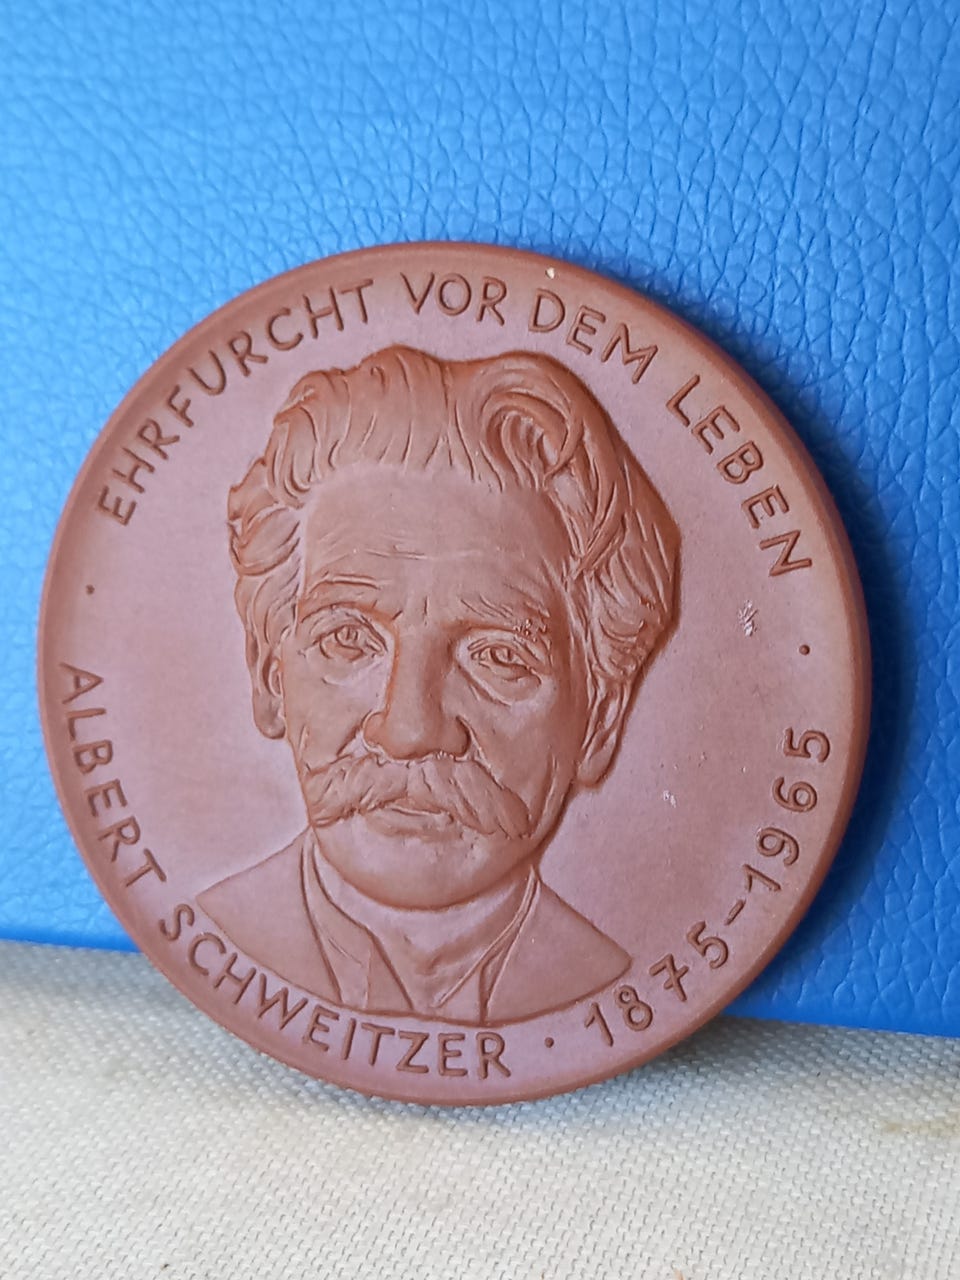 EHRFURCHT VOR DEM LEBEN
ALBERT SCHWEITZER · 1875-1965